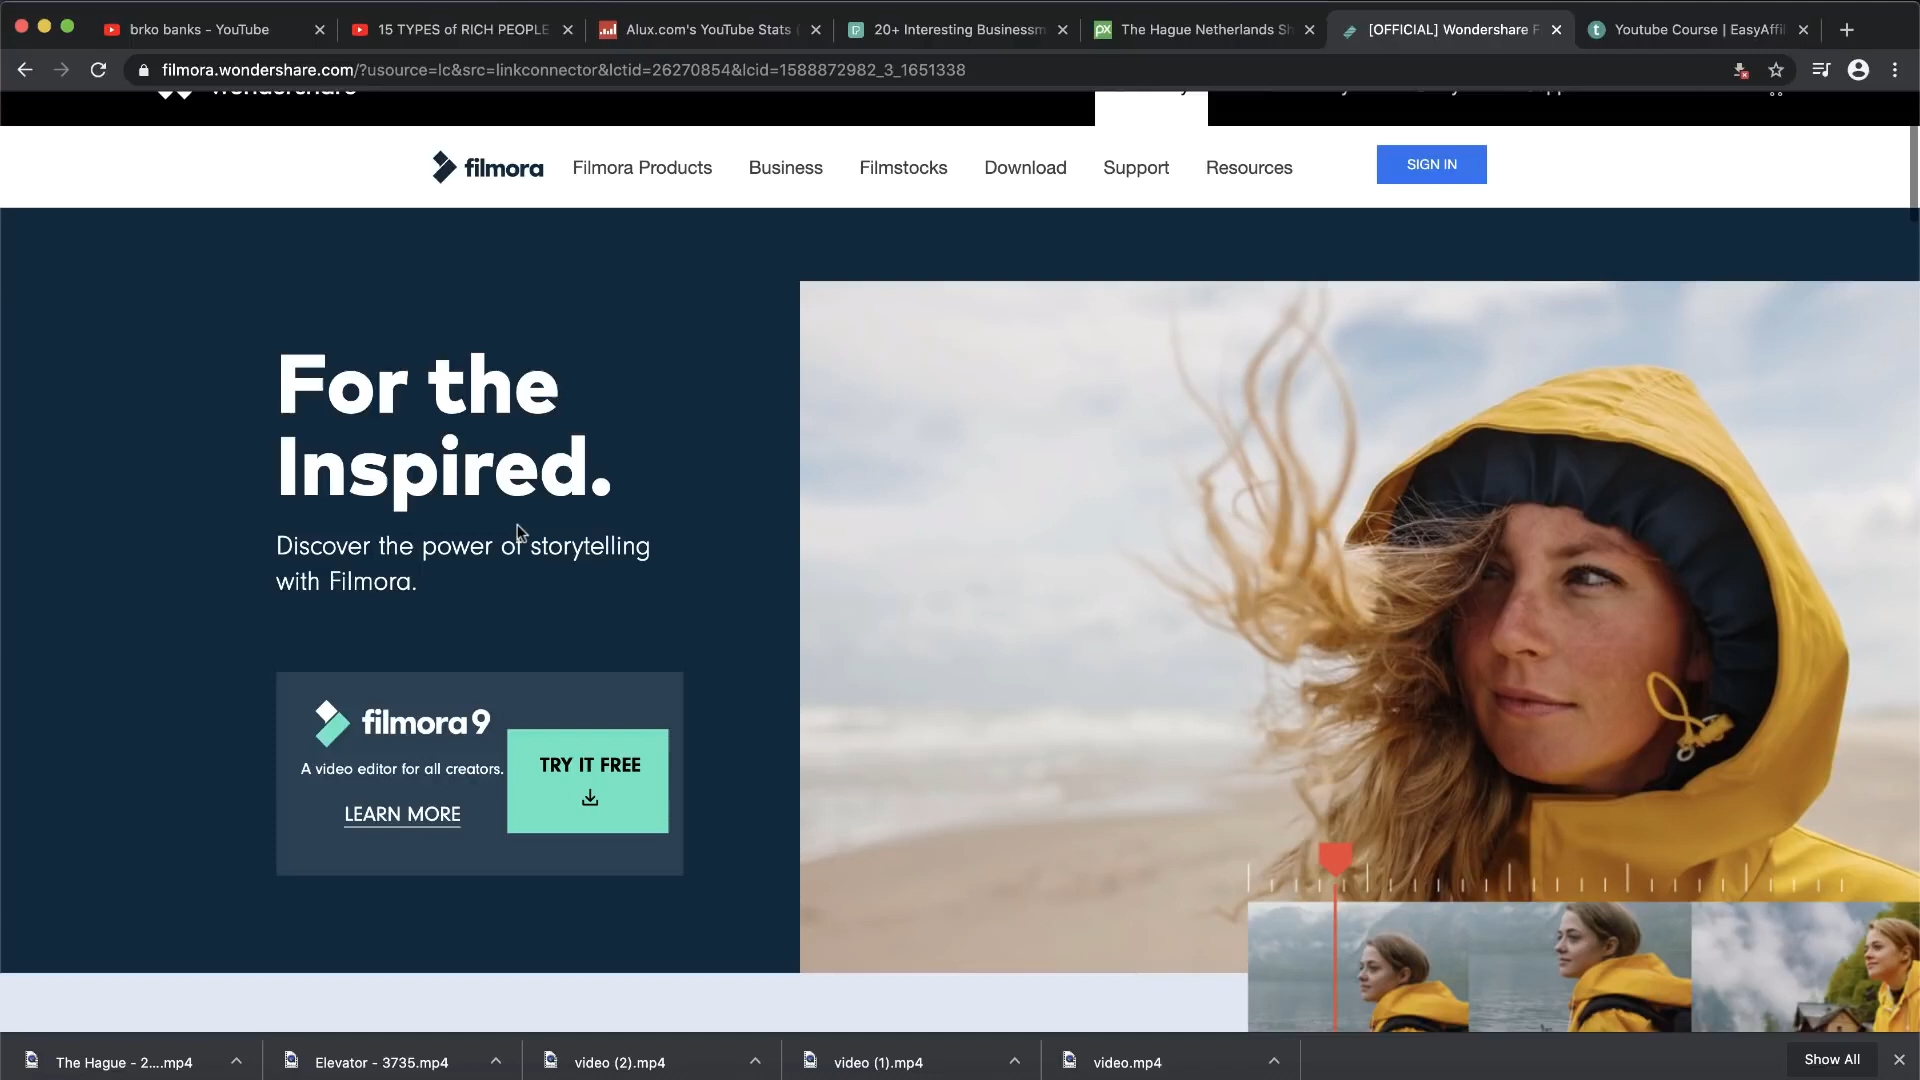 brko banks - YouTube
15 TYPES of RICH PEOPLE
Alux.com's YouTube Stats
20+ Interesting Businessm
The Hague Netherlands Sh
[OFFICIAL] Wondershare F
Youtube Course | EasyAffil
filmora.wondershare.com/?usource=lc&src=linkconnector&lctid=26270854&lcid=1588872982_3_1651338
wondershare
filmora
Filmora Products
Business
Filmstocks
Download
Support
Resources
SIGN IN
For the
Inspired.
Discover the power of storytelling
with Filmora.
filmora9
A video editor for all creators.
LEARN MORE
TRY IT FREE
The Hague - 2....mp4
Elevator - 3735.mp4
video (2).mp4
video (1).mp4
video.mp4
Show All